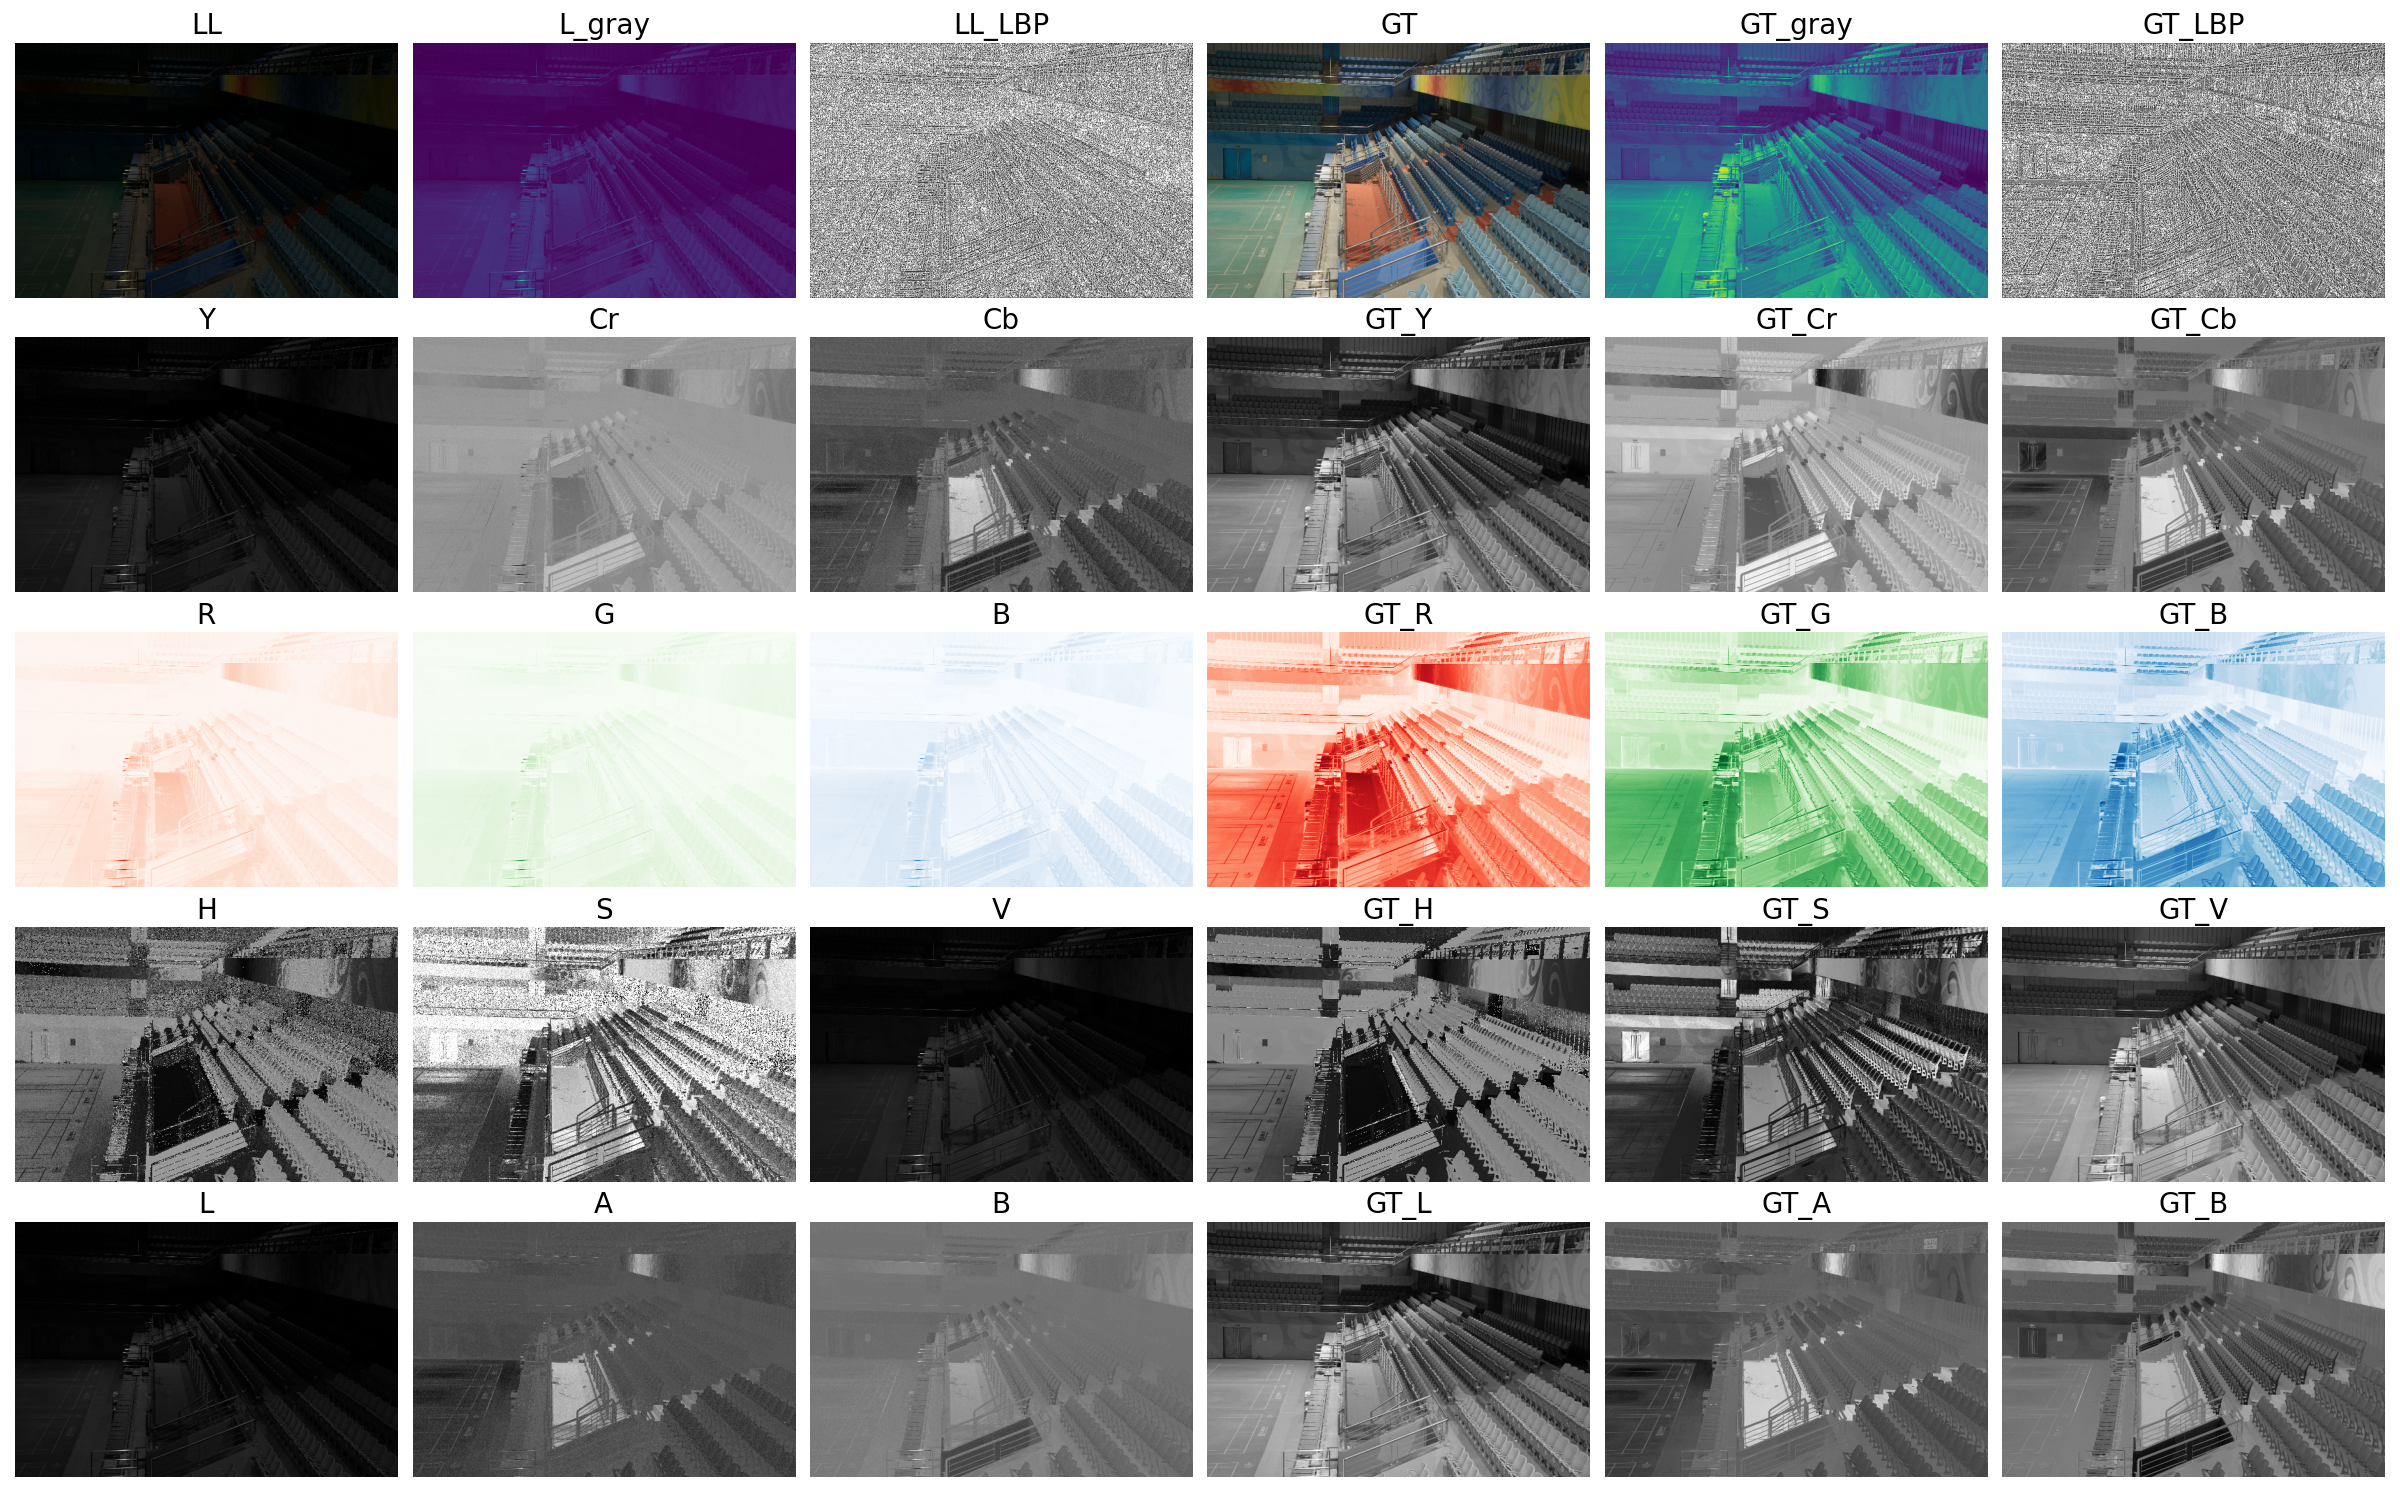 LL L_gray LL_LBP GT GT_gray GT_LBP
Y Cr Cb GT_Y GT_Cr GT_Cb
R G B GT_R GT_G GT_B
H S V GT_H GT_S GT_V
L A B GT_L GT_A GT_B